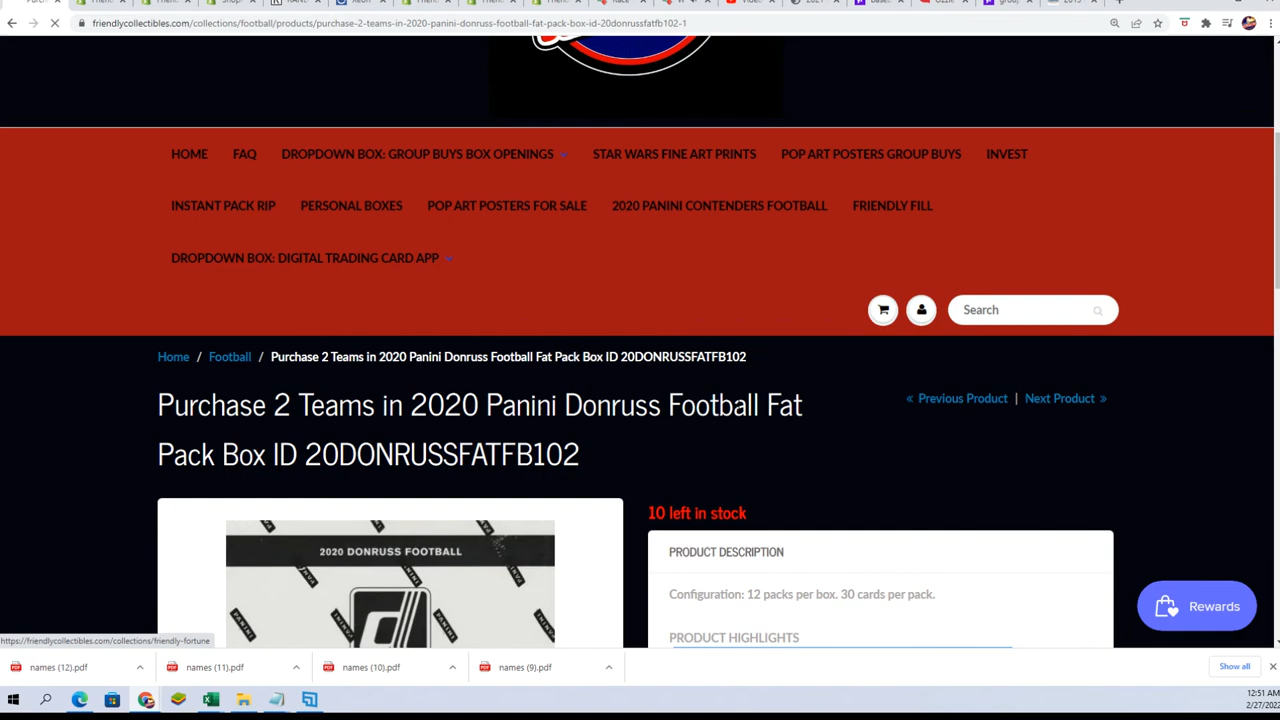 friendlycollectibles.com/collections/football/products/purchase-2-teams-in-2020-panini-donruss-football-fat-pack-box-id-20donrussfatfb102-1
HOME FAQ DROPDOWN BOX: GROUP BUYS BOX OPENINGS STAR WARS FINE ART PRINTS POP ART POSTERS GROUP BUYS INVEST
INSTANT PACK RIP PERSONAL BOXES POP ART POSTERS FOR SALE 2020 PANINI CONTENDERS FOOTBALL FRIENDLY FILL
DROPDOWN BOX: DIGITAL TRADING CARD APP
Search
Home / Football / Purchase 2 Teams in 2020 Panini Donruss Football Fat Pack Box ID 20DONRUSSFATFB102
Purchase 2 Teams in 2020 Panini Donruss Football Fat
Pack Box ID 20DONRUSSFATFB102
« Previous Product | Next Product »
10 left in stock
2020 DONRUSS FOOTBALL
PANINI
PANINI
PANINI
PANINI
PANINI
PANINI
PRODUCT DESCRIPTION
Configuration: 12 packs per box. 30 cards per pack.
PRODUCT HIGHLIGHTS
Rewards
https://friendlycollectibles.com/collections/friendly-fortune
names (12).pdf names (11).pdf names (10).pdf names (9).pdf Show all
12:51 AM